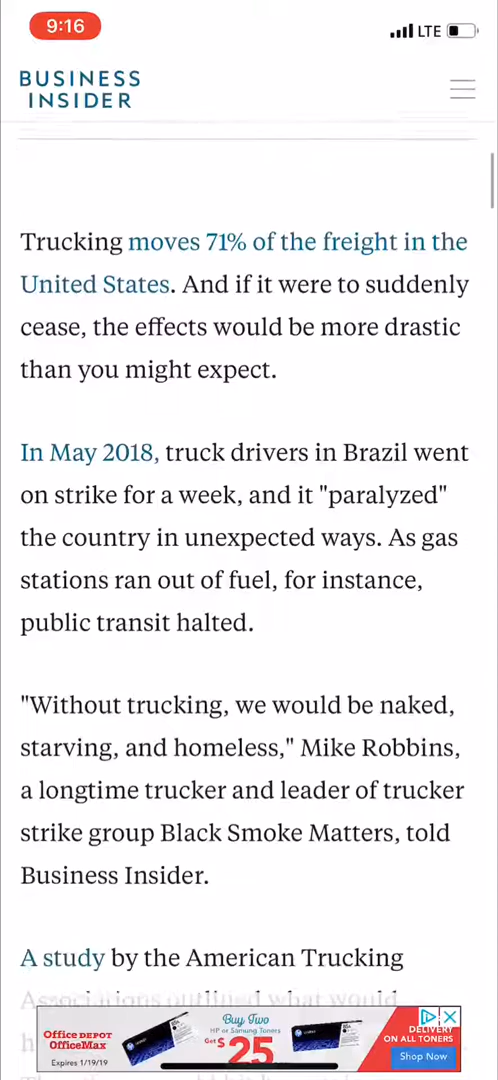 9:16
LTE
BUSINESS
INSIDER
Trucking moves 71% of the freight in the
United States. And if it were to suddenly
cease, the effects would be more drastic
than you might expect.
In May 2018, truck drivers in Brazil went
on strike for a week, and it "paralyzed"
the country in unexpected ways. As gas
stations ran out of fuel, for instance,
public transit halted.
"Without trucking, we would be naked,
starving, and homeless," Mike Robbins,
a longtime trucker and leader of trucker
strike group Black Smoke Matters, told
Business Insider.
A study by the American Trucking
Associations outlined what would
Office DEPOT
OfficeMax
Expires 1/19/19
Buy Two
HP or Samsung Toners
Get $25
DELIVERY
ON ALL TONERS
Shop Now